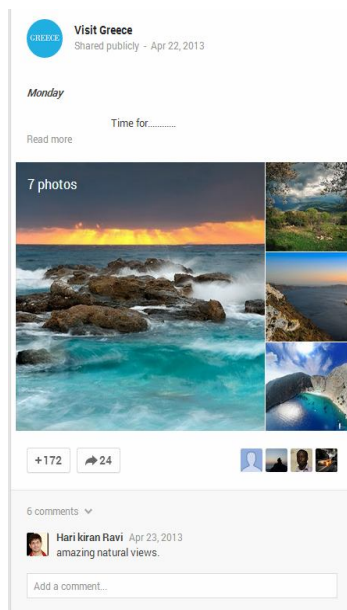 GREECE
Visit Greece
Shared publicly - Apr 22, 2013
Monday
Time for............
Read more
7 photos
+172
24
6 comments
Hari kiran Ravi Apr 23, 2013
amazing natural views.
Add a comment...